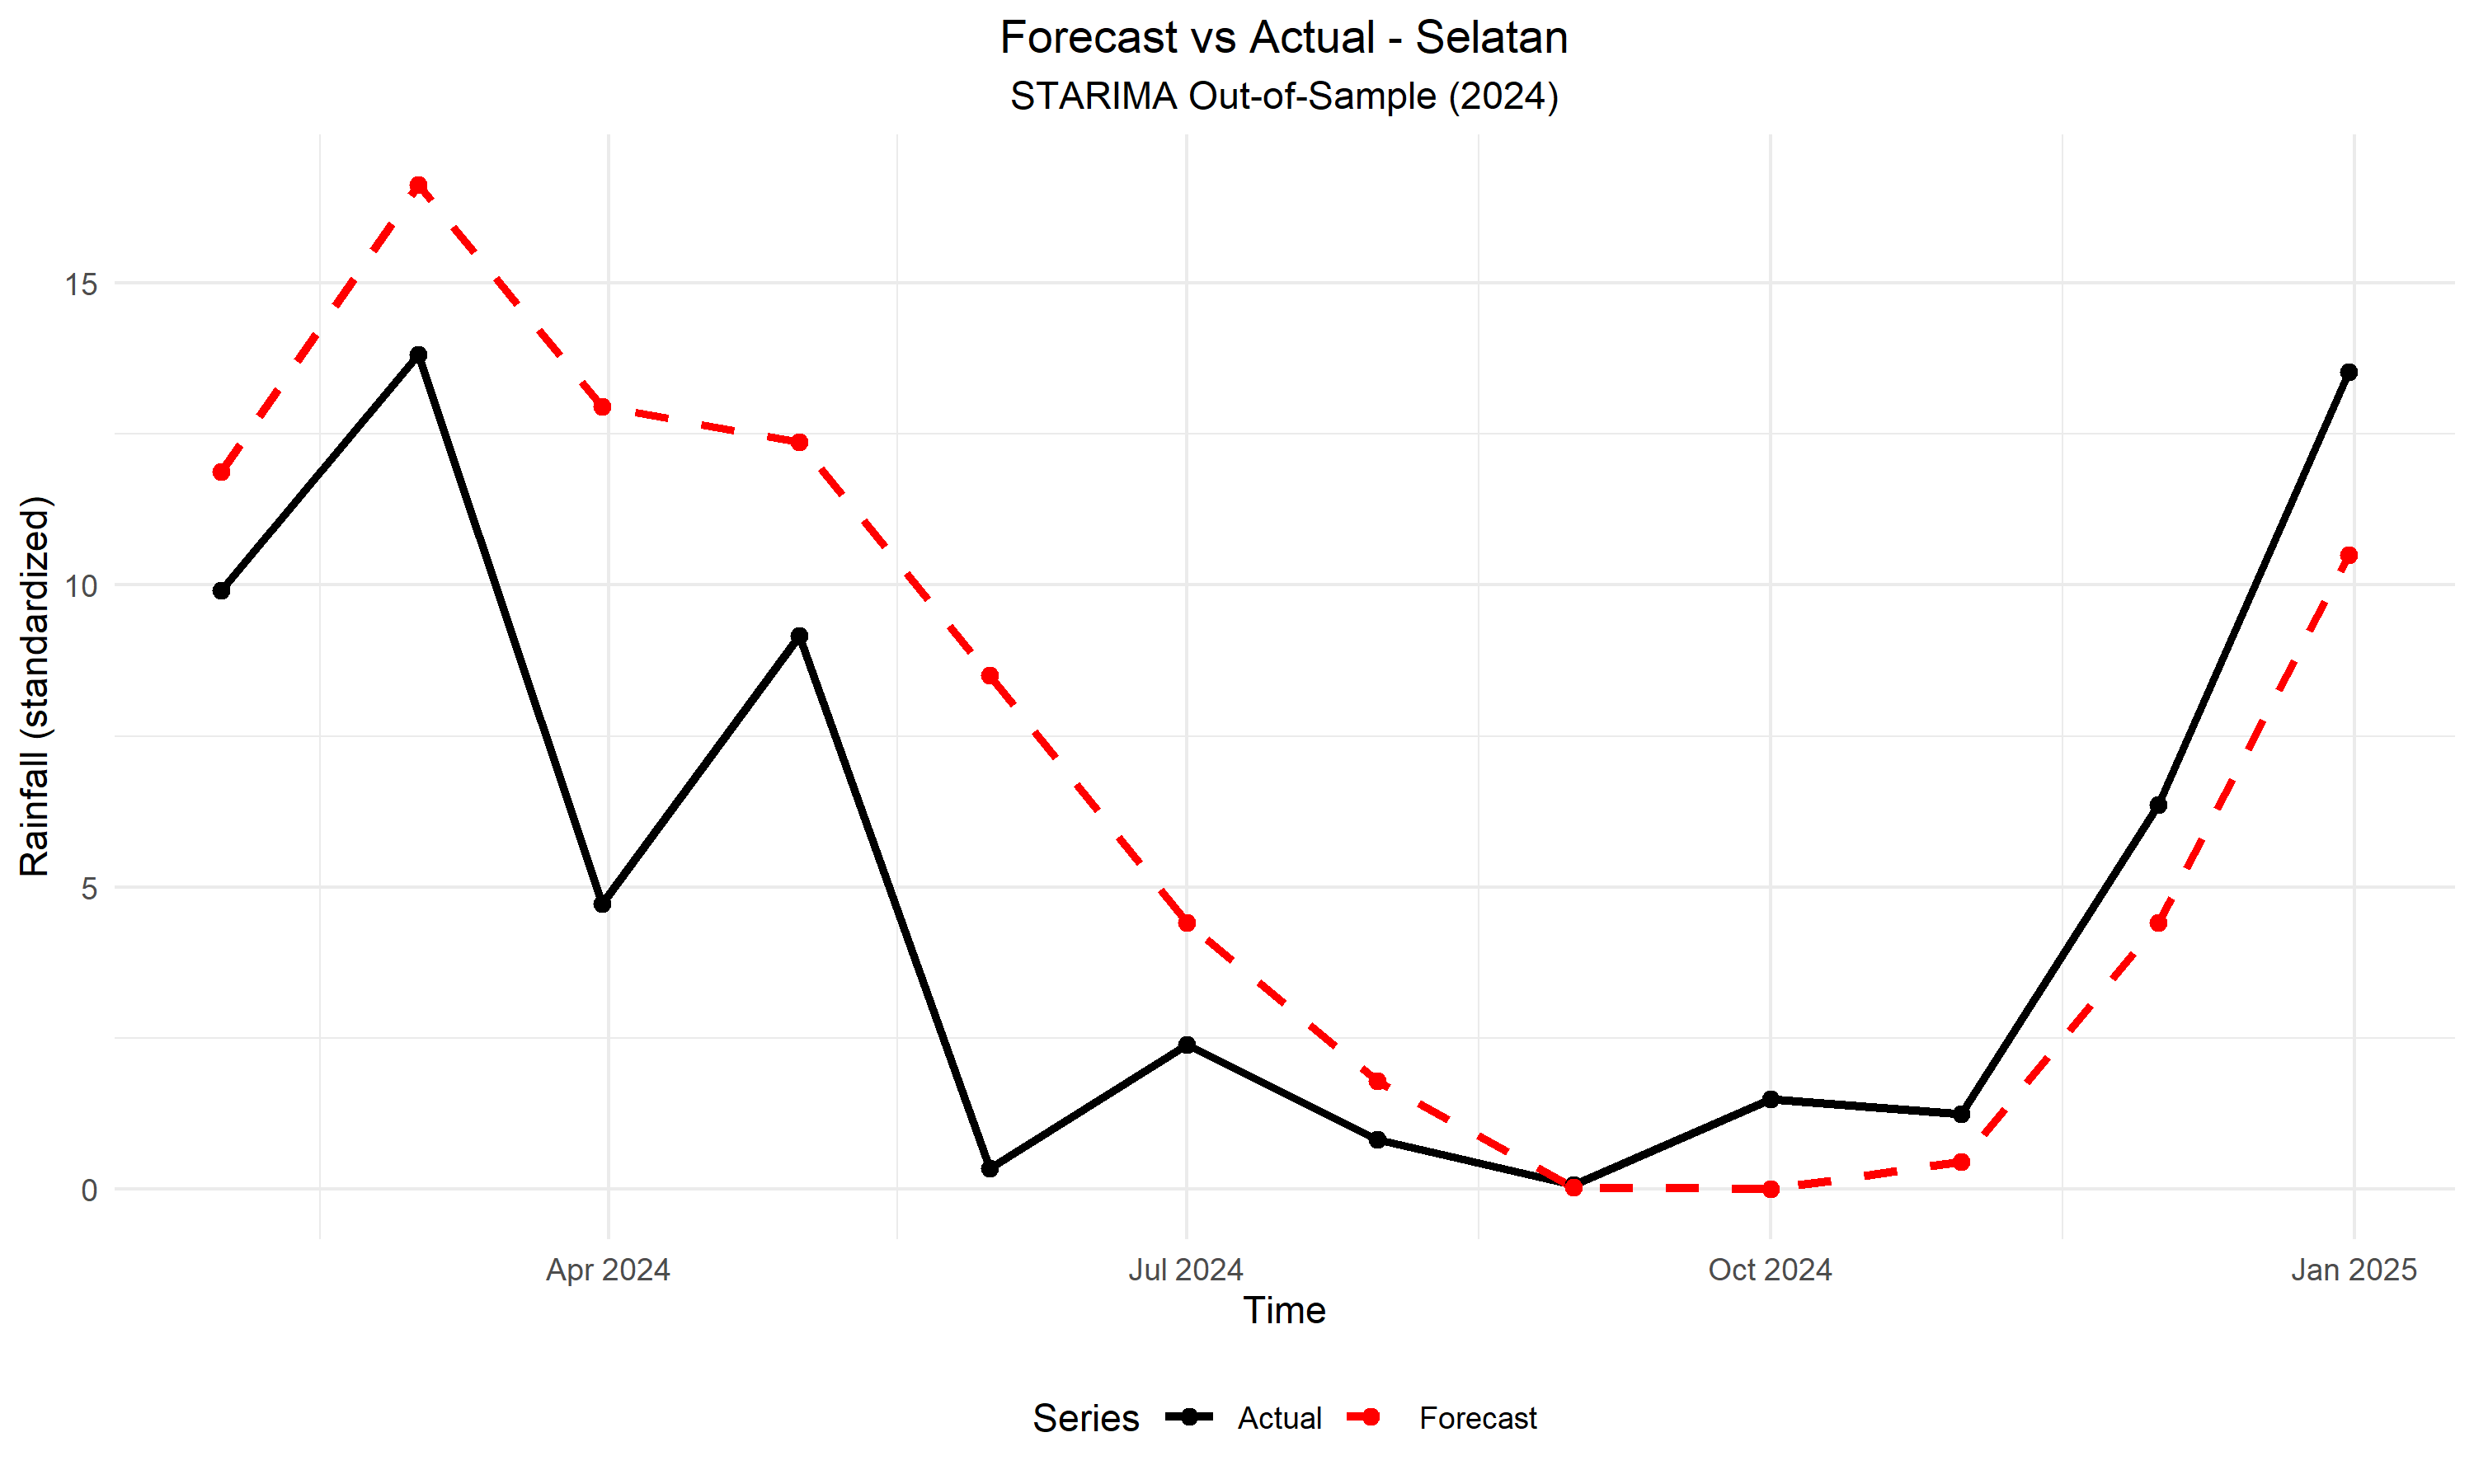 Forecast vs Actual - Selatan
STARIMA Out-of-Sample (2024)
Rainfall (standardized)
15
10
5
0
Apr 2024
Jul 2024
Oct 2024
Jan 2025
Time
Series
Actual
Forecast